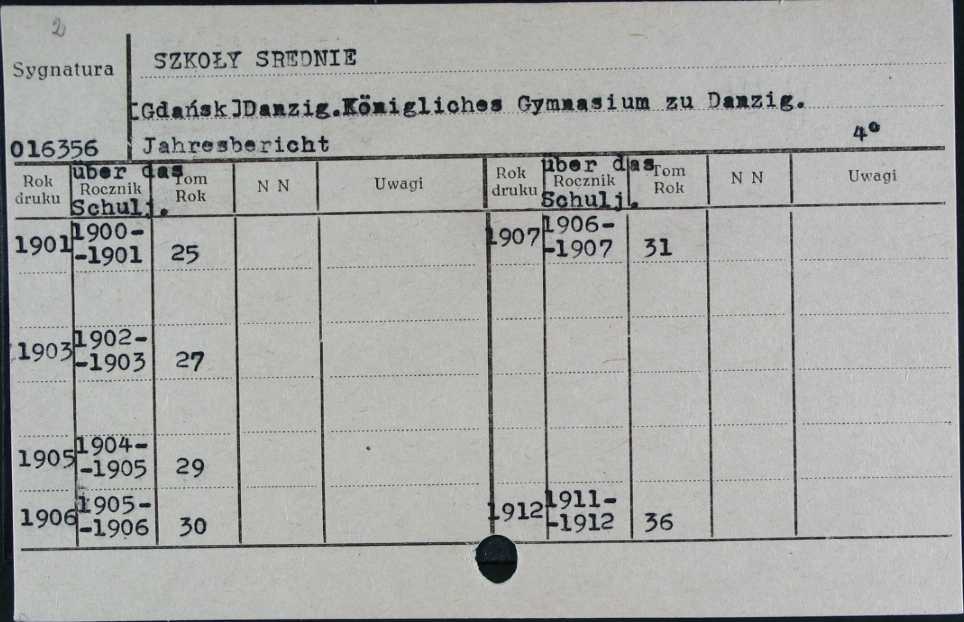 2
Sygnatura
SZKOŁY SREDNIE
[Gdańsk]Danzig.Königliches Gymnasium zu Danzig.
016356
Jahresbericht
4°
Rok druku
über das
Rocznik
Schulj.
Tom Rok
N N
Uwagi
Rok druku
über das
Rocznik
Schulj.
Tom Rok
N N
Uwagi
1901 1900-
-1901 25
1907 1906-
-1907 31
1903 1902-
-1903 27
1905 1904-
-1905 29
1906 1905-
-1906 30
1912 1911-
-1912 36